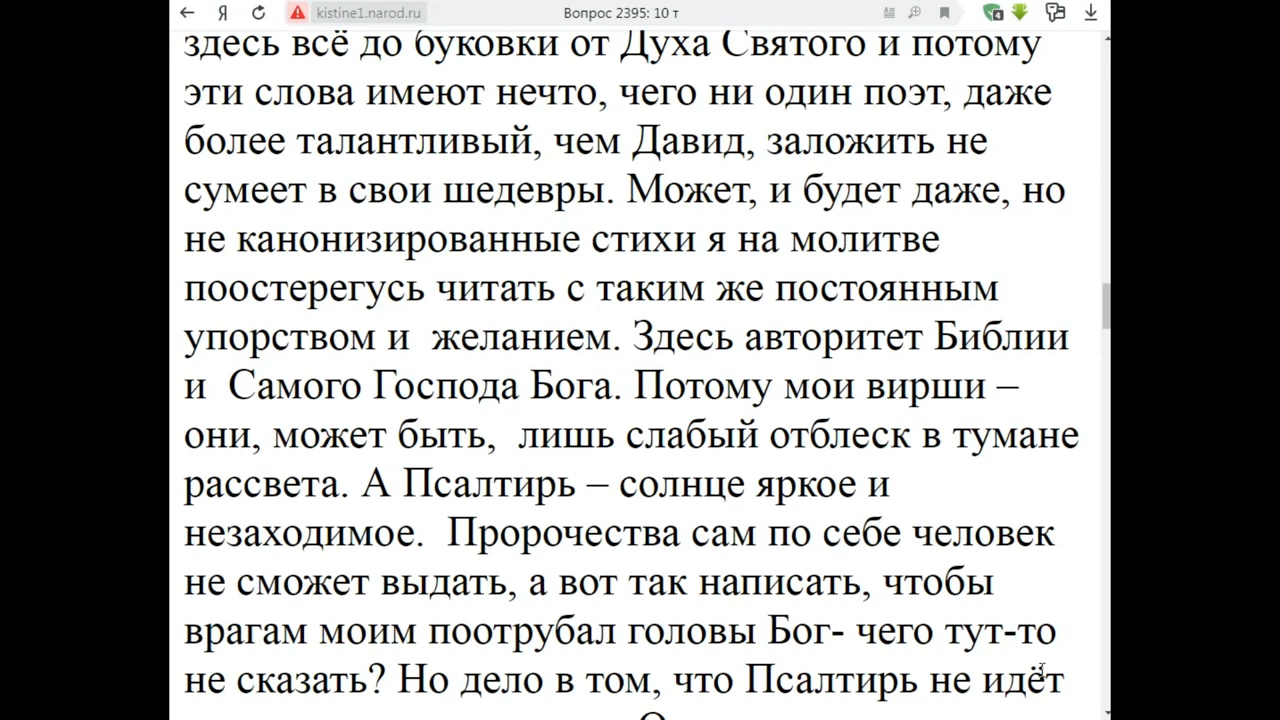 kistine1.narod.ru
Вопрос 2395: 10 т
4
здесь всё до буковки от Духа Святого и потому
эти слова имеют нечто, чего ни один поэт, даже
более талантливый, чем Давид, заложить не
сумеет в свои шедевры. Может, и будет даже, но
не канонизированные стихи я на молитве
поостерегусь читать с таким же постоянным
упорством и  желанием. Здесь авторитет Библии
и  Самого Господа Бога. Потому мои вирши –
они, может быть,  лишь слабый отблеск в тумане
рассвета. А Псалтирь – солнце яркое и
незаходимое.  Пророчества сам по себе человек
не сможет выдать, а вот так написать, чтобы
врагам моим поотрубал головы Бог- чего тут-то
не сказать? Но дело в том, что Псалтирь не идёт